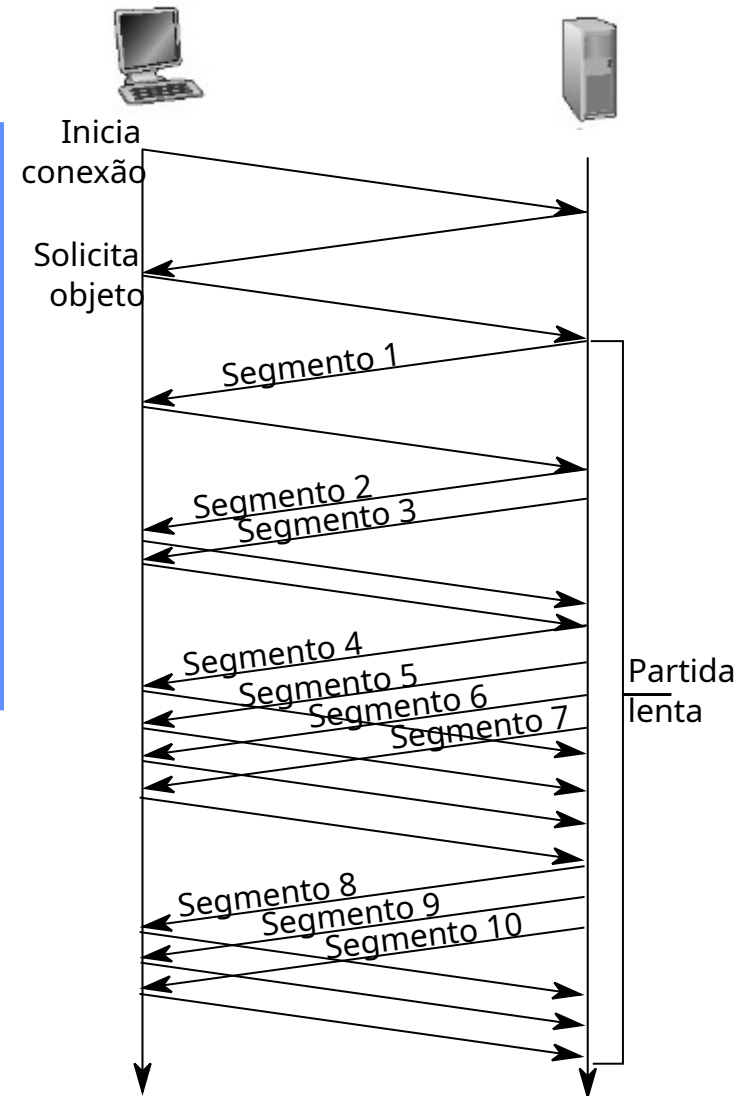 Inicia
conexão
Solicita
objeto
Segmento 1
Segmento 2
Segmento 3
Segmento 4
Segmento 5
Segmento 6
Segmento 7
Partida
lenta
Segmento 8
Segmento 9
Segmento 10